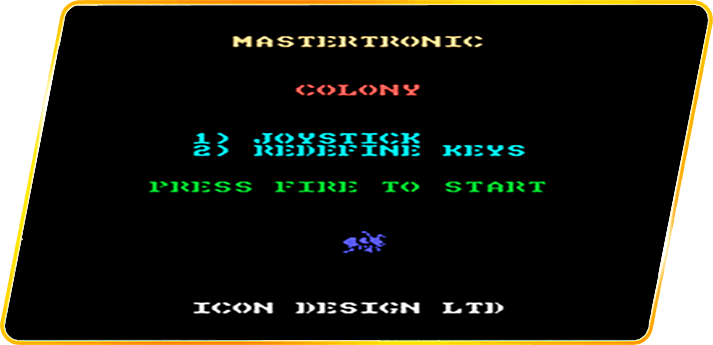 MASTERTRONIC
COLONY
1) JOYSTICK
2) REDEFINE KEYS
PRESS FIRE TO START
ICON DESIGN LTD